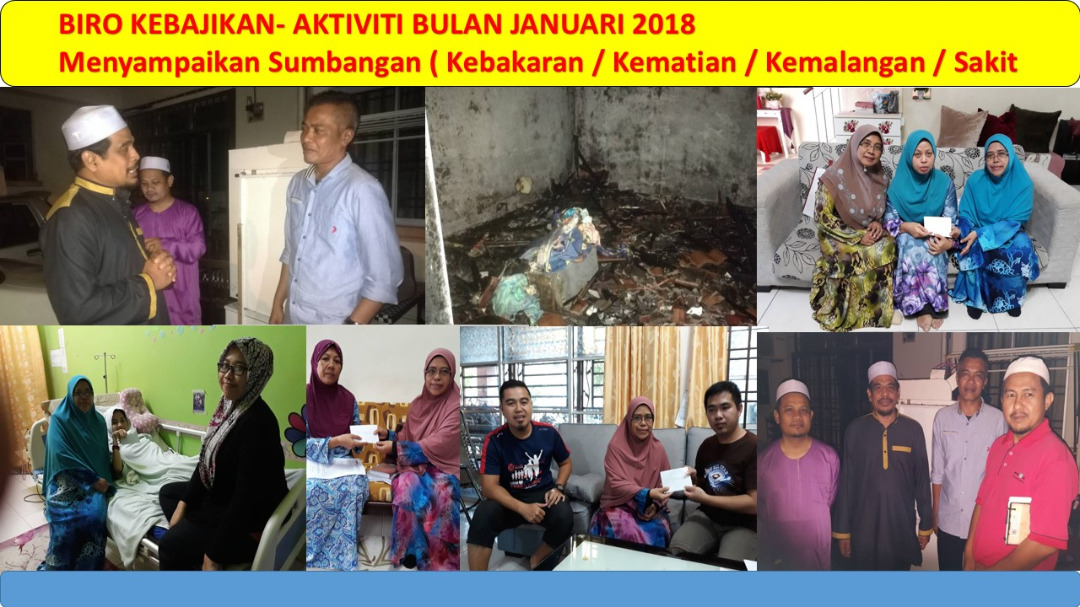 BIRO KEBAJIKAN- AKTIVITI BULAN JANUARI 2018
Menyampaikan Sumbangan ( Kebakaran / Kematian / Kemalangan / Sakit